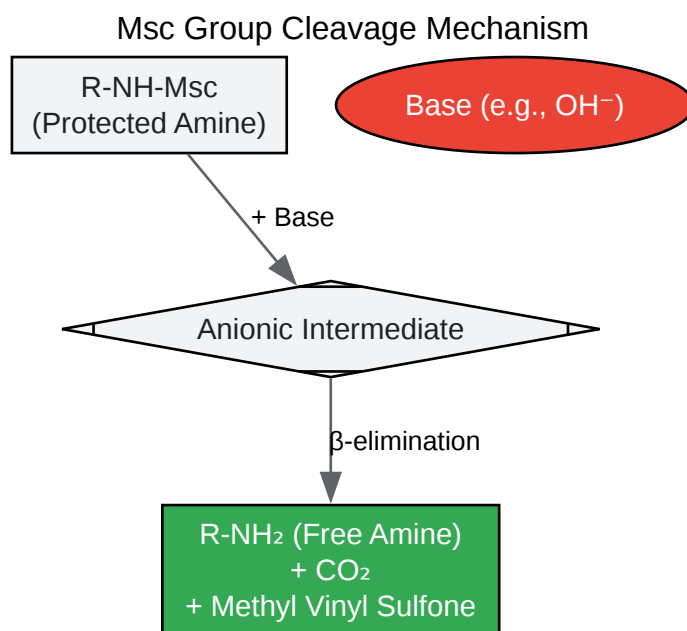 Msc Group Cleavage Mechanism
R-NH-Msc
(Protected Amine)
Base (e.g., OH⁻)
+ Base
Anionic Intermediate
β-elimination
R-NH₂ (Free Amine)
+ CO₂
+ Methyl Vinyl Sulfone